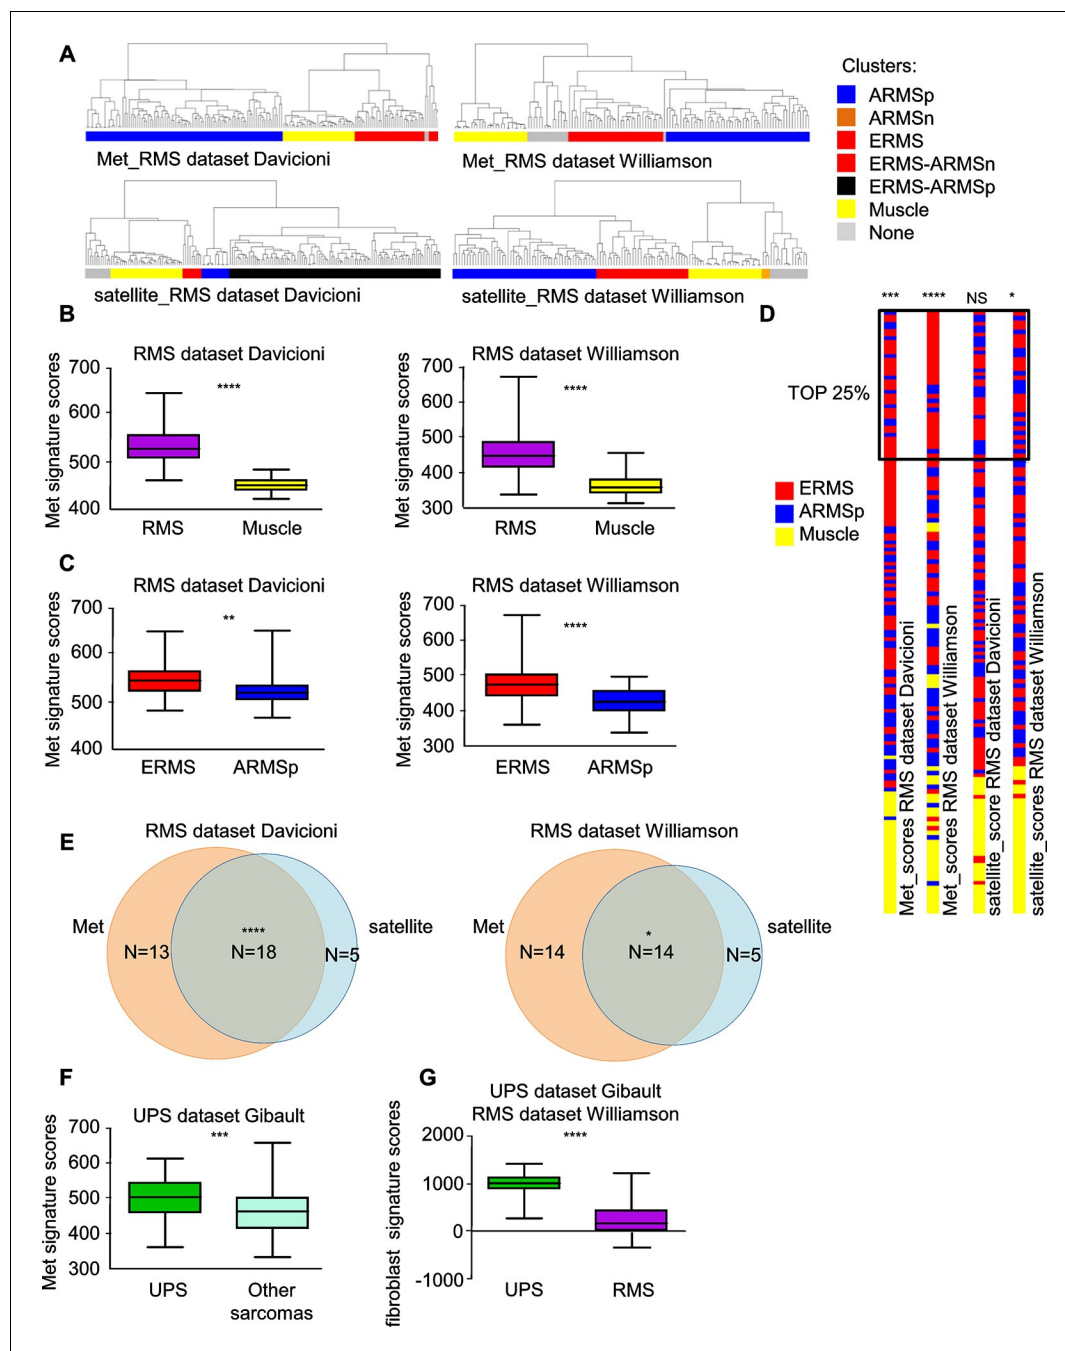 A
Met_RMS dataset Davicioni
Met_RMS dataset Williamson
satellite_RMS dataset Davicioni
satellite_RMS dataset Williamson
Clusters:
ARMSp
ARMSn
ERMS
ERMS-ARMSn
ERMS-ARMSp
Muscle
None
B
RMS dataset Davicioni
Met signature scores
700
600
500
400
****
RMS
Muscle
RMS dataset Williamson
Met signature scores
700
600
500
400
300
****
RMS
Muscle
C
RMS dataset Davicioni
Met signature scores
700
600
500
400
**
ERMS
ARMSp
RMS dataset Williamson
Met signature scores
700
600
500
400
300
****
ERMS
ARMSp
D
***
****
NS
*
TOP 25%
ERMS
ARMSp
Muscle
Met_scores RMS dataset Davicioni
Met_scores RMS dataset Williamson
satellite_score RMS dataset Davicioni
satellite_scores RMS dataset Williamson
E
RMS dataset Davicioni
Met
satellite
****
N=13
N=18
N=5
RMS dataset Williamson
Met
satellite
*
N=14
N=14
N=5
F
UPS dataset Gibault
Met signature scores
700
600
500
400
300
***
UPS
Other
sarcomas
G
UPS dataset Gibault
RMS dataset Williamson
fibroblast signature scores
2000
1000
0
-1000
****
UPS
RMS